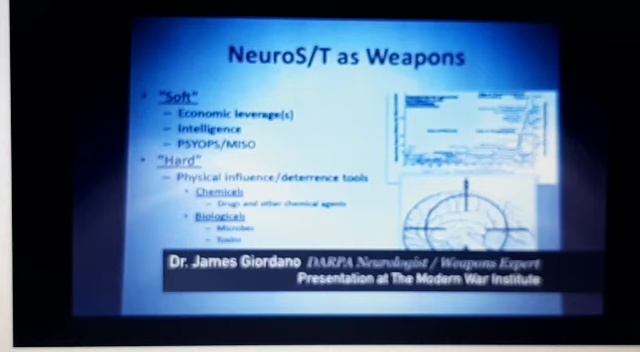 NeuroS/T as Weapons
• "Soft"
– Economic leverage(s)
– Intelligence
– PSYOPS/MISO
• "Hard"
– Physical influence/deterrence tools
• Chemicals
– Drugs and other chemical agents
• Biologicals
– Microbes
– Toxins
Dr. James Giordano DARPA Neurologist / Weapons Expert
Presentation at The Modern War Institute